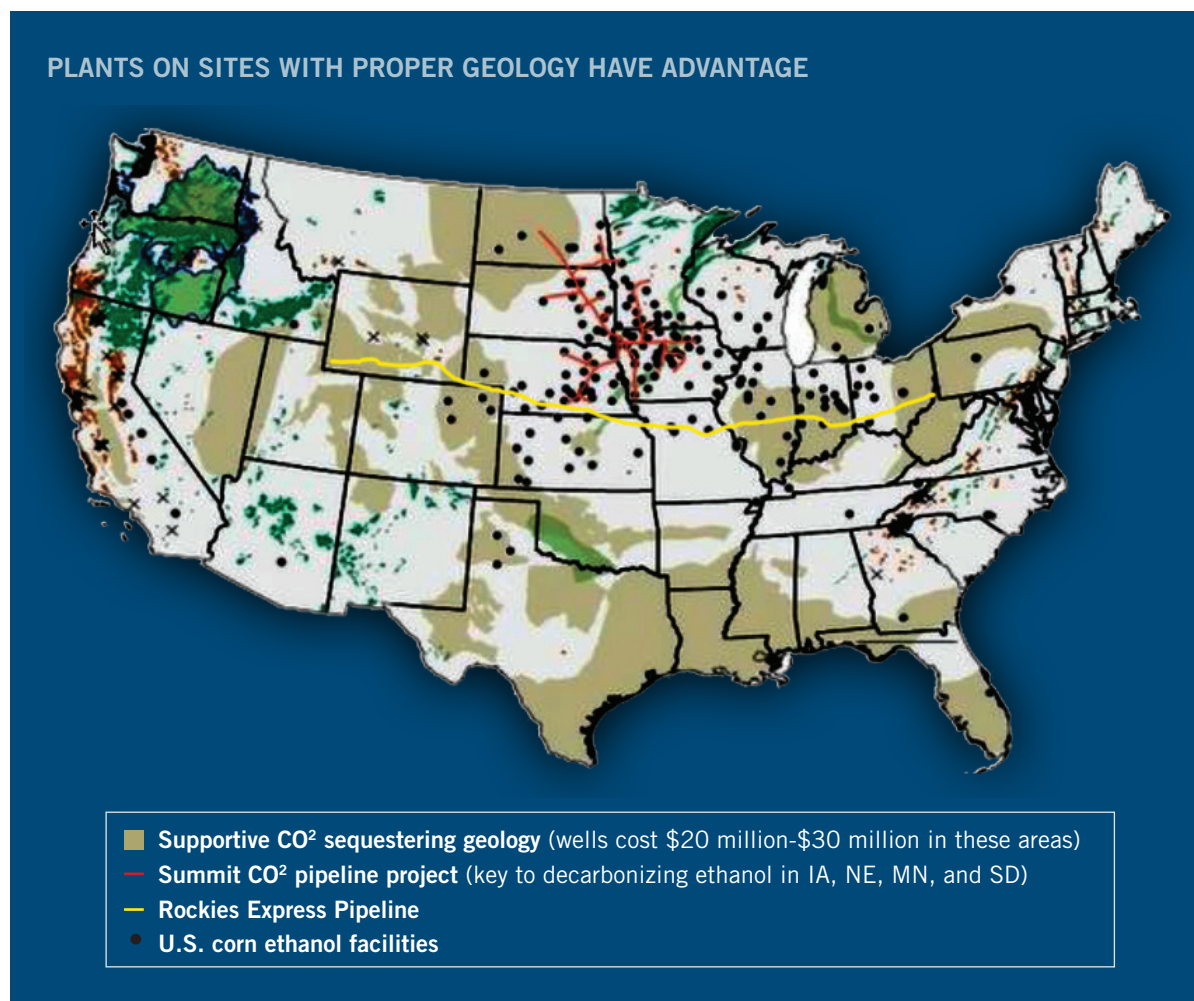 PLANTS ON SITES WITH PROPER GEOLOGY HAVE ADVANTAGE
Supportive CO² sequestering geology (wells cost $20 million-$30 million in these areas)
Summit CO² pipeline project (key to decarbonizing ethanol in IA, NE, MN, and SD)
Rockies Express Pipeline
U.S. corn ethanol facilities